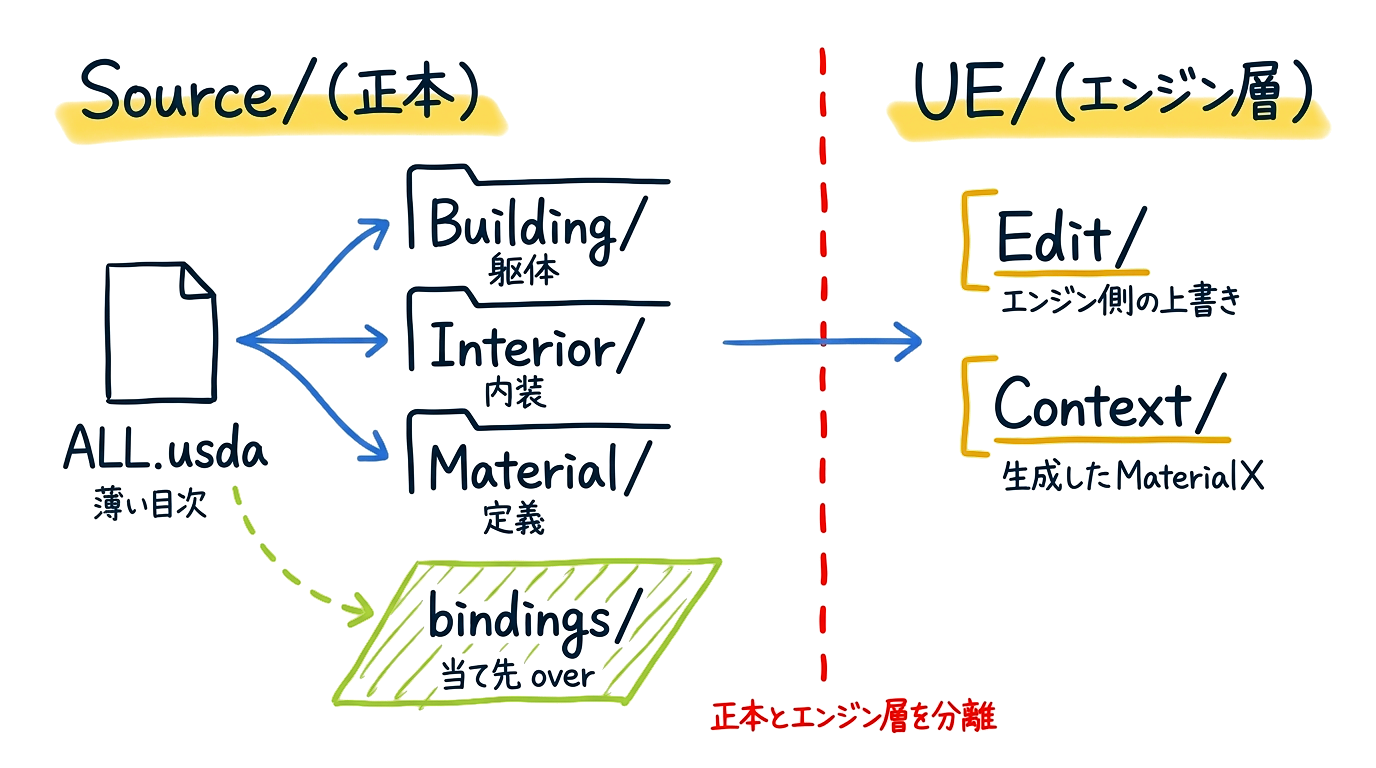 Source/(正本)
UE/(エンジン層)
Building/
躯体
Interior/
内装
Material/
定義
ALL.usda
薄い目次
bindings/
当て先 over
Edit/
エンジン側の上書き
Context/
生成したMaterialX
正本とエンジン層を分離